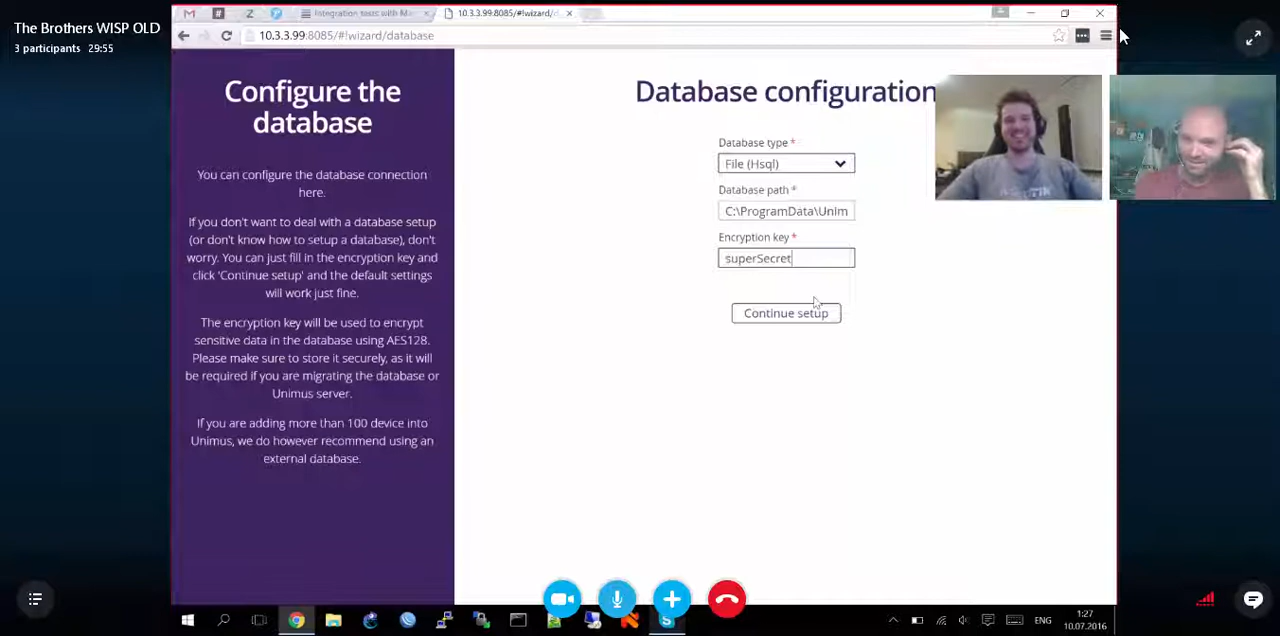 The Brothers WISP OLD
3 participants 29:55
Integration tests with Ma
10.3.3.99:8085/#!wizard/d
10.3.3.99:8085/#!wizard/database
Configure the
database
You can configure the database connection
here.
If you don't want to deal with a database setup
(or don't know how to setup a database), don't
worry. You can just fill in the encryption key and
click 'Continue setup' and the default settings
will work just fine.
The encryption key will be used to encrypt
sensitive data in the database using AES128.
Please make sure to store it securely, as it will
be required if you are migrating the database or
Unimus server.
If you are adding more than 100 device into
Unimus, we do however recommend using an
external database.
Database configuration
Database type *
File (Hsql)
Database path *
C:\ProgramData\Unim
Encryption key *
superSecret
Continue setup
ENG
1:27
10.07.2016